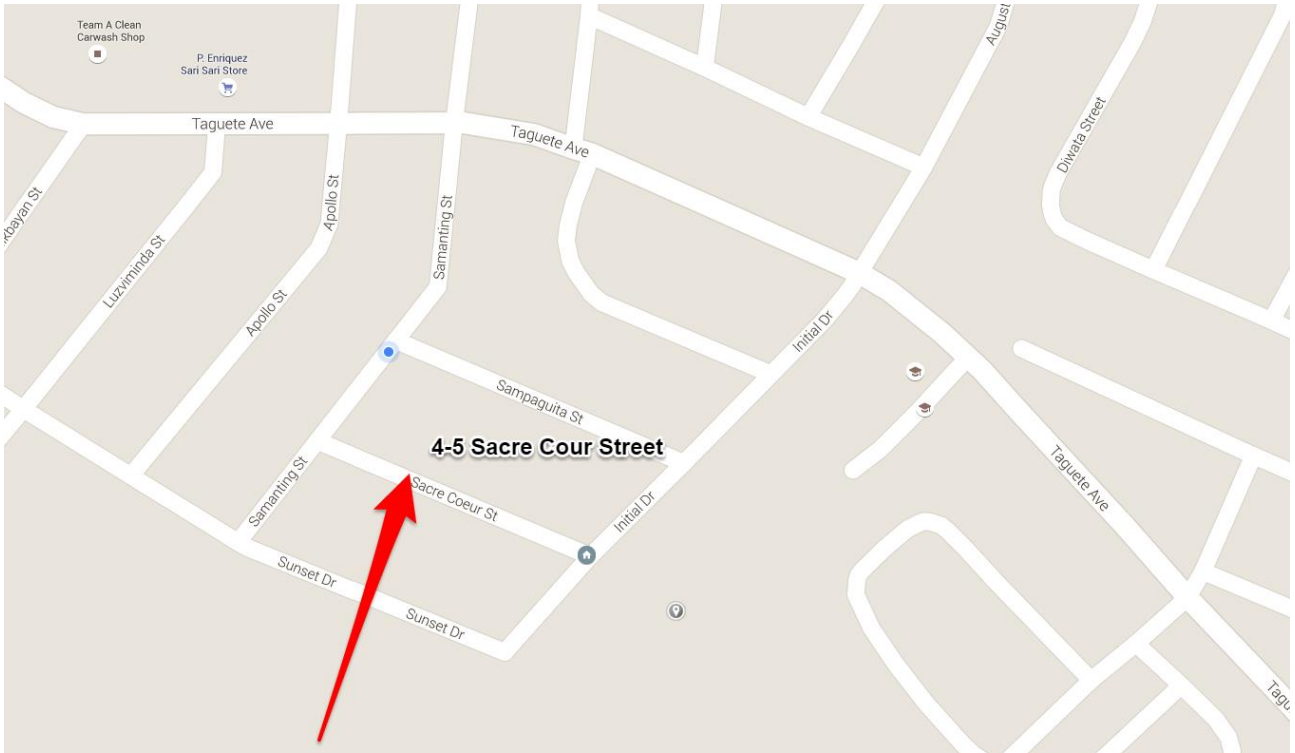 Team A Clean
Carwash Shop
P. Enriquez
Sari Sari Store
August
Taguete Ave
Taguete Ave
Diwata Street
Luzviminda St
Apollo St
Samanting St
Apollo St
Initial Dr
Sampaguita St
4-5 Sacre Cour Street
Taguete Ave
Samanting St
Sacre Coeur St
Initial Dr
Sunset Dr
Sunset Dr